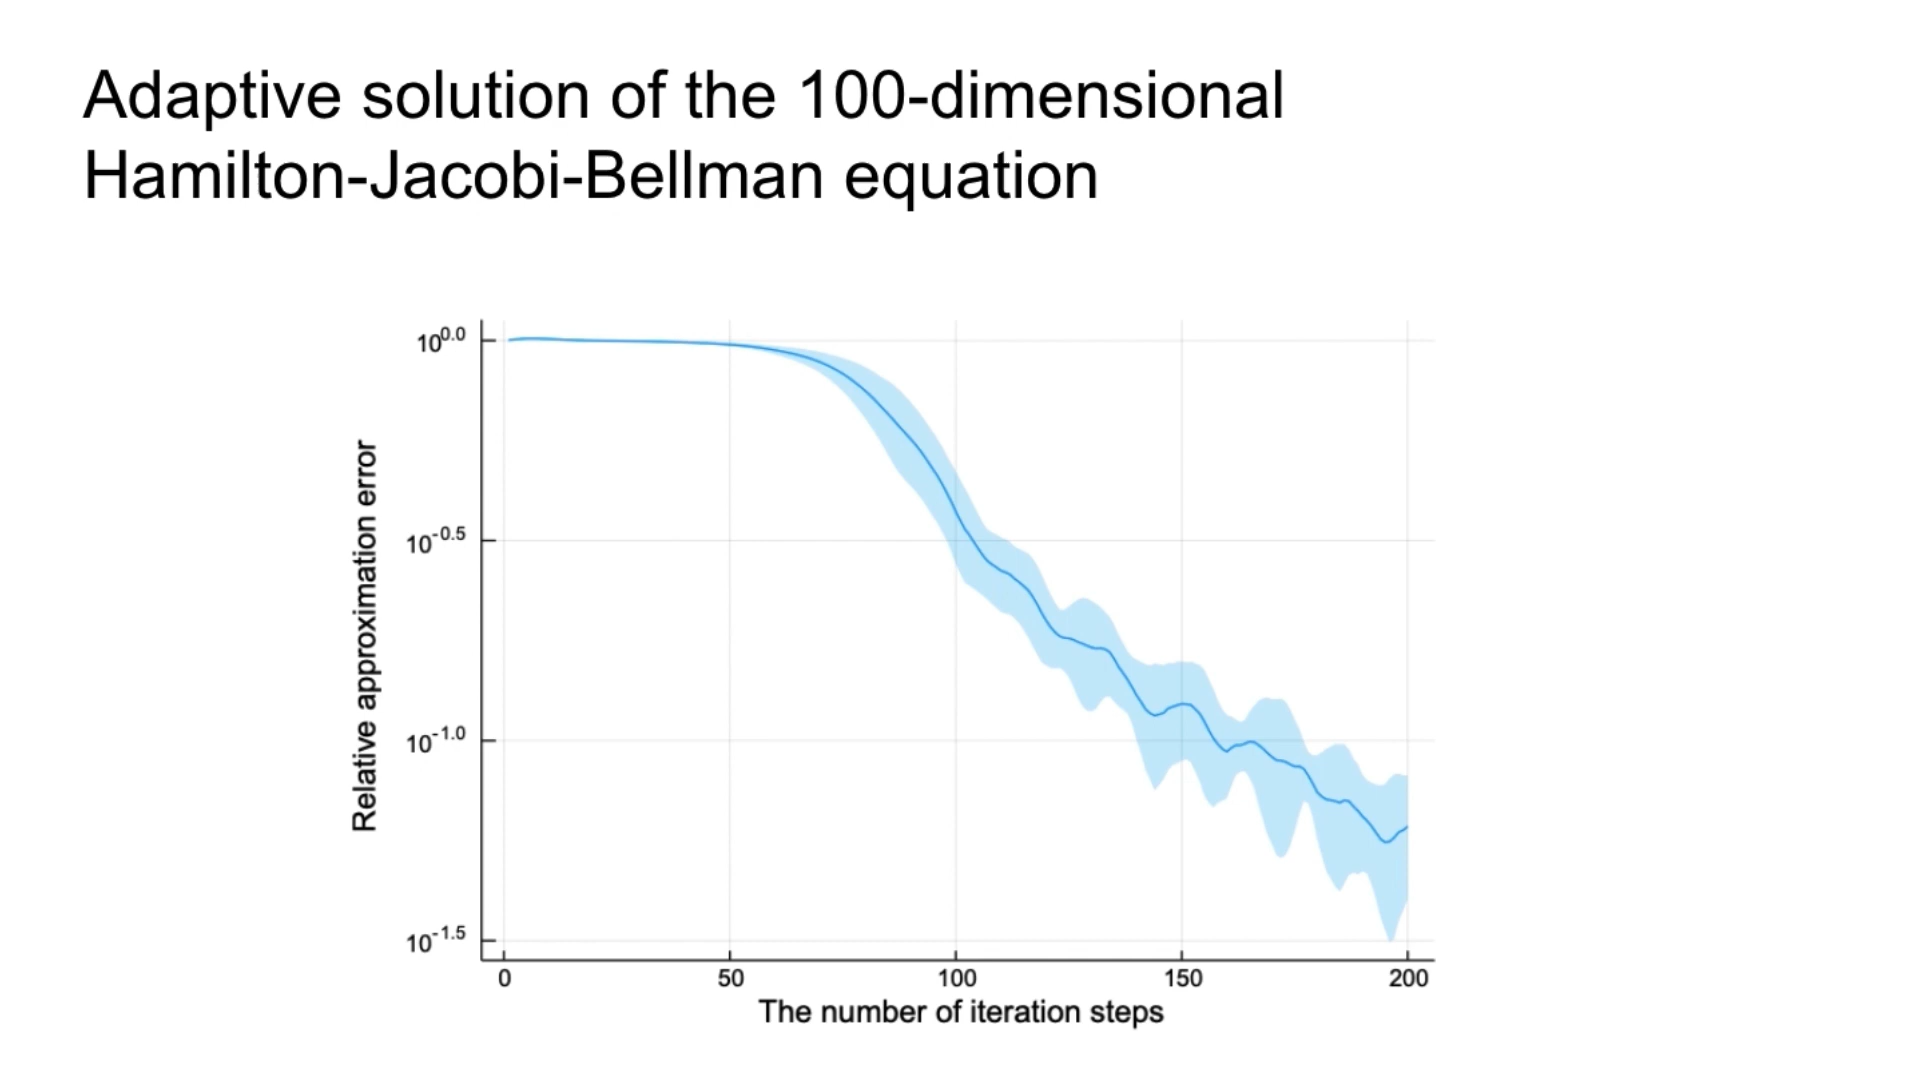 Adaptive solution of the 100-dimensional
Hamilton-Jacobi-Bellman equation
10^0.0
10^-0.5
10^-1.0
10^-1.5
Relative approximation error
0 50 100 150 200
The number of iteration steps